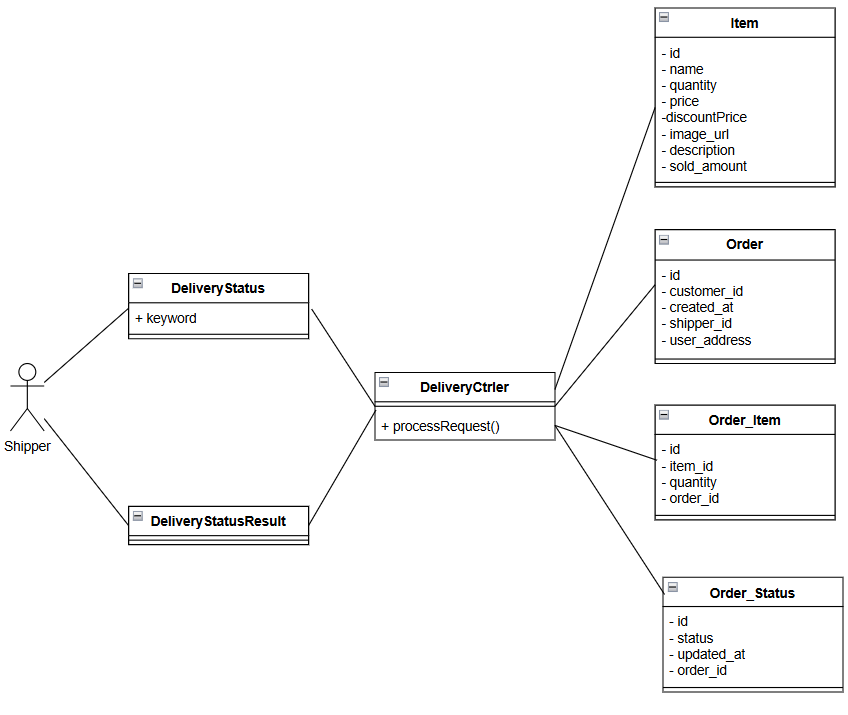 Item
- id
- name
- quantity
- price
-discountPrice
- image_url
- description
- sold_amount
Order
- id
- customer_id
- created_at
- shipper_id
- user_address
DeliveryStatus
+ keyword
Shipper
DeliveryCtrler
+ processRequest()
Order_Item
- id
- item_id
- quantity
- order_id
DeliveryStatusResult
Order_Status
- id
- status
- updated_at
- order_id